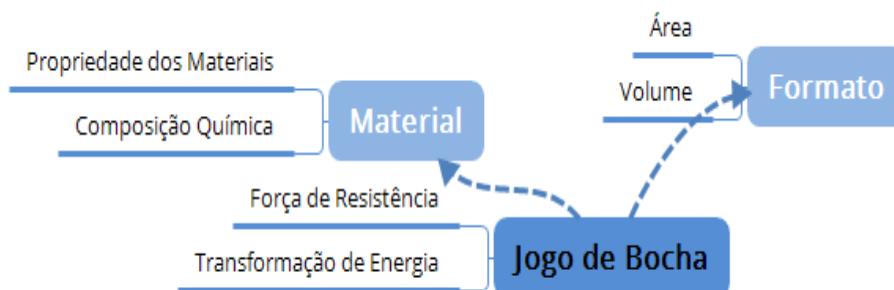 Área
Propriedade dos Materiais
Volume
Formato
Composição Química
Material
Força de Resistência
Transformação de Energia
Jogo de Bocha